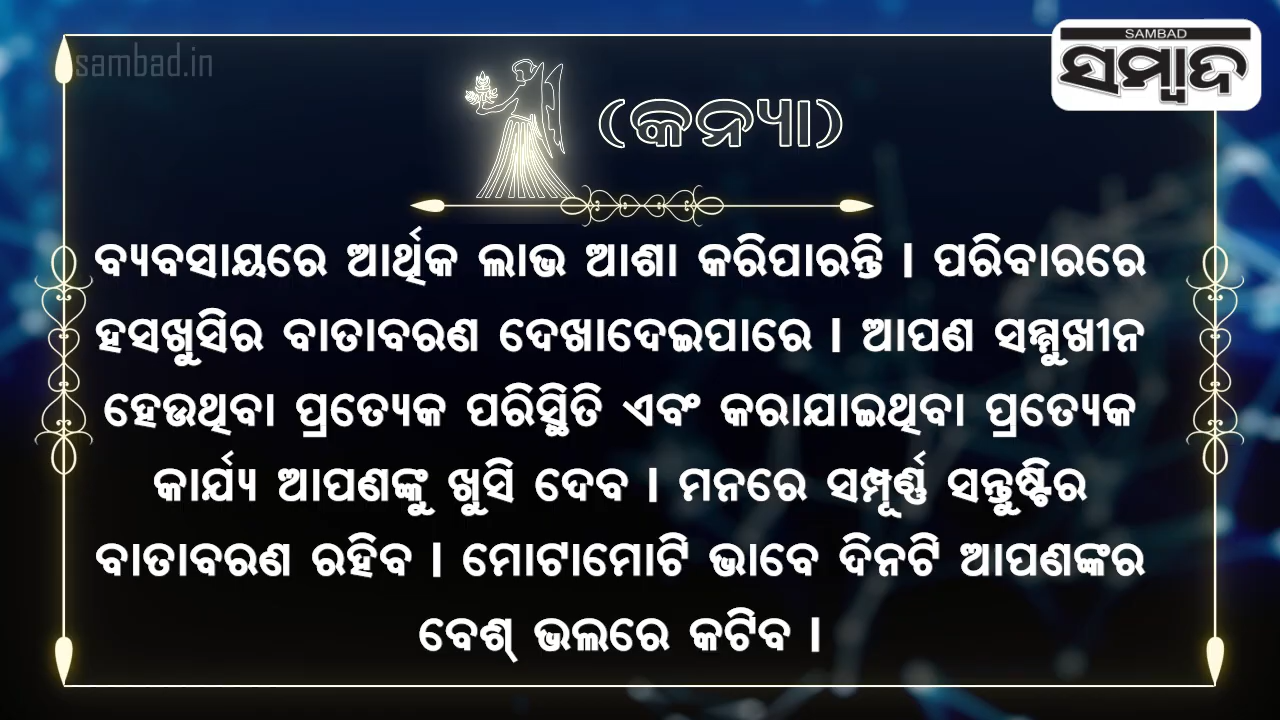 sambad.in
SAMBAD
ସମ୍ବାଦ
(କନ୍ୟା)
ବ୍ୟବସାୟରେ ଆର୍ଥିକ ଲାଭ ଆଶା କରିପାରନ୍ତି । ପରିବାରରେ
ହସଖୁସିର ବାତାବରଣ ଦେଖାଦେଇପାରେ । ଆପଣ ସମ୍ମୁଖୀନ
ହେଉଥିବା ପ୍ରତ୍ୟେକ ପରିସ୍ଥିତି ଏବଂ କରାଯାଇଥିବା ପ୍ରତ୍ୟେକ
କାର୍ଯ୍ୟ ଆପଣଙ୍କୁ ଖୁସି ଦେବ । ମନରେ ସମ୍ପୂର୍ଣ୍ଣ ସନ୍ତୁଷ୍ଟିର
ବାତାବରଣ ରହିବ । ମୋଟାମୋଟି ଭାବେ ଦିନଟି ଆପଣଙ୍କର
ବେଶ୍ ଭଲରେ କଟିବ ।